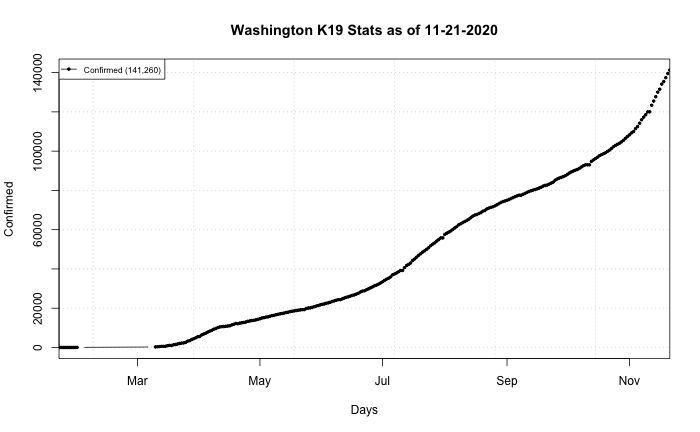 Washington K19 Stats as of 11-21-2020
Confirmed (141,260)
Confirmed
140000
100000
60000
20000
0
Mar May Jul Sep Nov
Days